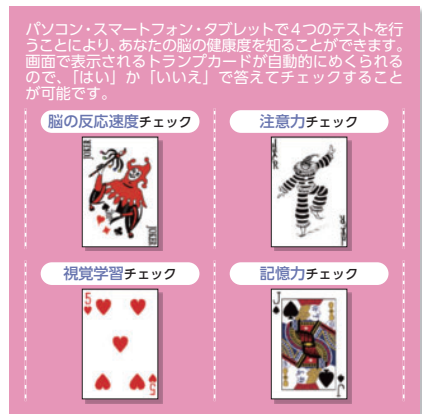 パソコン・スマートフォン・タブレットで4つのテストを行
うことにより、あなたの脳の健康度を知ることができます。
画面で表示されるトランプカードが自動的にめくられる
ので、「はい」か「いいえ」で答えてチェックすること
が可能です。
脳の反応速度チェック
注意力チェック
JOKER
JOKER
JOKER
JOKER
視覚学習チェック
記憶力チェック
5
5
J
J